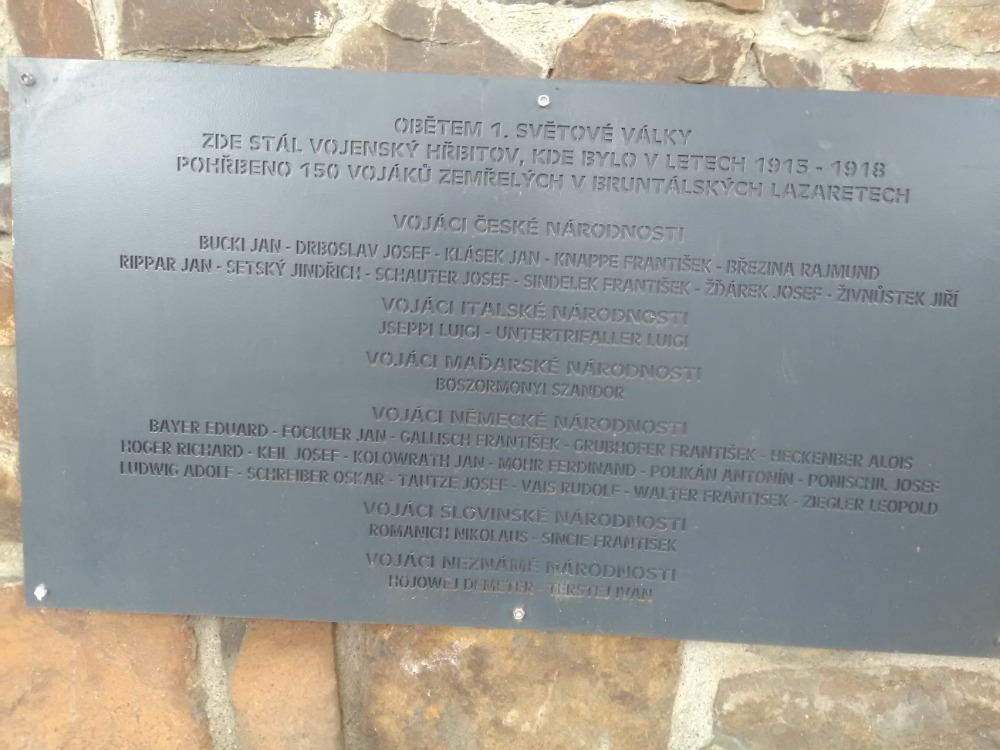 OBĚTEM 1. SVĚTOVÉ VÁLKY
ZDE STÁL VOJENSKÝ HŘBITOV, KDE BYLO V LETECH 1915 - 1918
POHŘBENO 150 VOJÁKŮ ZEMŘELÝCH V BRUNTÁLSKÝCH LAZARETECH
VOJÁCI ČESKÉ NÁRODNOSTI
BUCKI JAN - DRBOSLAV JOSEF - KLÁSEK JAN - KNAPPE FRANTIŠEK - BŘEZINA RAJMUND
RIPPAR JAN - SETSKÝ JINDŘICH - SCHAUTER JOSEF - SINDELEK FRANTIŠEK - ŽĎÁREK JOSEF - ŽIVNŮSTEK JIŘÍ
VOJÁCI ITALSKÉ NÁRODNOSTI
JSEPPI LUIGI - UNTERTRIFALLER LUIGI
VOJÁCI MAĎARSKÉ NÁRODNOSTI
BOSZORMONYI SZANDOR
VOJÁCI NĚMECKÉ NÁRODNOSTI
BAYER EDUARD - FOCKUER JAN - GALLISCH FRANTIŠEK - GRUBHOFER FRANTIŠEK - HECKENBER ALOIS
HOGER RICHARD - KEIL JOSEF - KOLOWRATH JAN - MOHR FERDINAND - POLIKÁN ANTONÍN - PONISCHIL JOSEF
LUDWIG ADOLF - SCHREIBER OSKAR - TAUTZE JOSEF - VAIS RUDOLF - WALTER FRANTISEK - ZIEGLER LEOPOLD
VOJÁCI SLOVINSKÉ NÁRODNOSTI
ROMANICH NIKOLAUS - SINCIE FRANTIŠEK
VOJÁCI NEZNÁMÉ NÁRODNOSTI
HOJOWEJ DEMETER - TERSTEJ IVAN